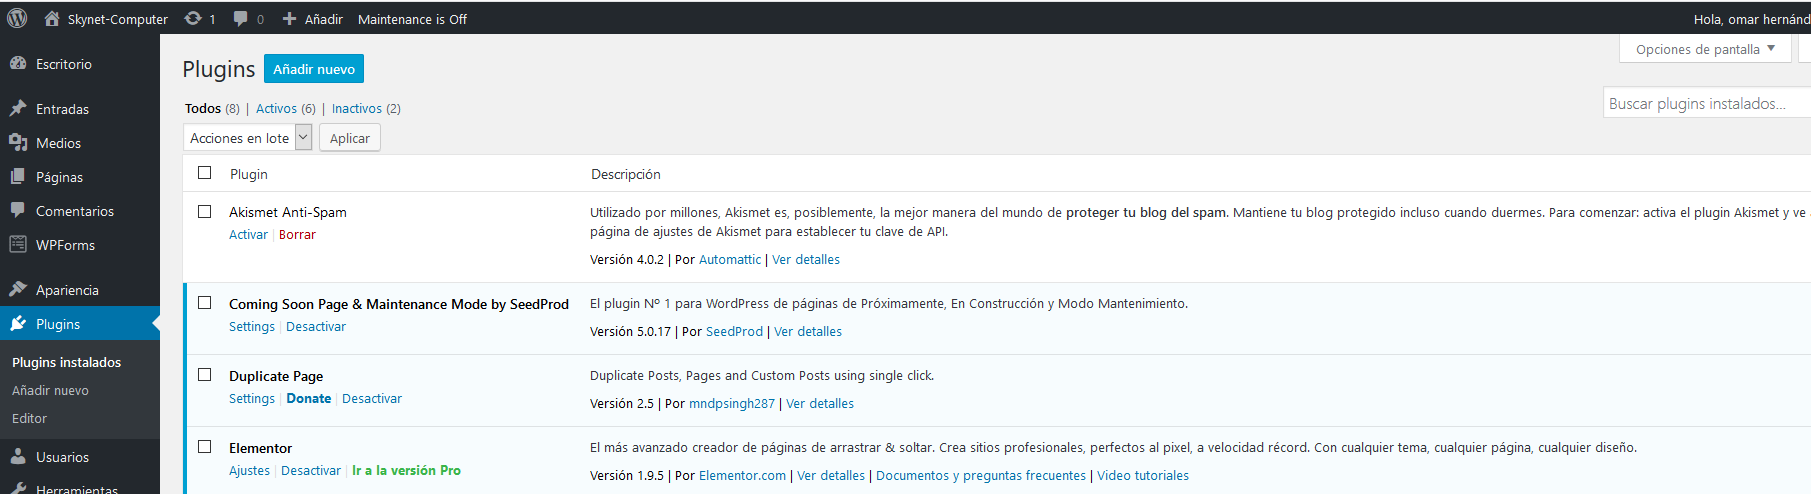 Skynet-Computer 1 0 Añadir Maintenance is Off Hola, omar hernánd
Escritorio
Entradas
Medios
Páginas
Comentarios
WPForms
Apariencia
Plugins
Plugins instalados
Añadir nuevo
Editor
Usuarios
Herramientas
Opciones de pantalla
Plugins Añadir nuevo
Todos (8) | Activos (6) | Inactivos (2)
Buscar plugins instalados...
Acciones en lote Aplicar
Plugin Descripción
Akismet Anti-Spam
Activar | Borrar
Utilizado por millones, Akismet es, posiblemente, la mejor manera del mundo de proteger tu blog del spam. Mantiene tu blog protegido incluso cuando duermes. Para comenzar: activa el plugin Akismet y ve
página de ajustes de Akismet para establecer tu clave de API.
Versión 4.0.2 | Por Automattic | Ver detalles
Coming Soon Page & Maintenance Mode by SeedProd
Settings | Desactivar
El plugin Nº 1 para WordPress de páginas de Próximamente, En Construcción y Modo Mantenimiento.
Versión 5.0.17 | Por SeedProd | Ver detalles
Duplicate Page
Settings | Donate | Desactivar
Duplicate Posts, Pages and Custom Posts using single click.
Versión 2.5 | Por mndpsingh287 | Ver detalles
Elementor
Ajustes | Desactivar | Ir a la versión Pro
El más avanzado creador de páginas de arrastrar & soltar. Crea sitios profesionales, perfectos al pixel, a velocidad récord. Con cualquier tema, cualquier página, cualquier diseño.
Versión 1.9.5 | Por Elementor.com | Ver detalles | Documentos y preguntas frecuentes | Video tutoriales